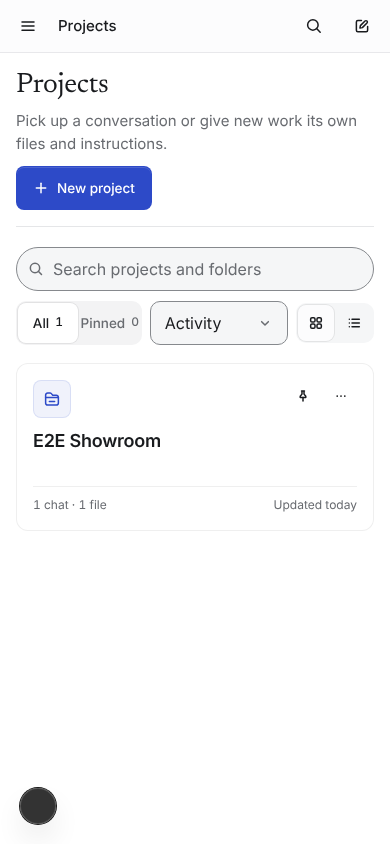 Projects
Projects
Pick up a conversation or give new work its own
files and instructions.
New project
Search projects and folders
All 1 Pinned 0 Activity
E2E Showroom
1 chat · 1 file Updated today